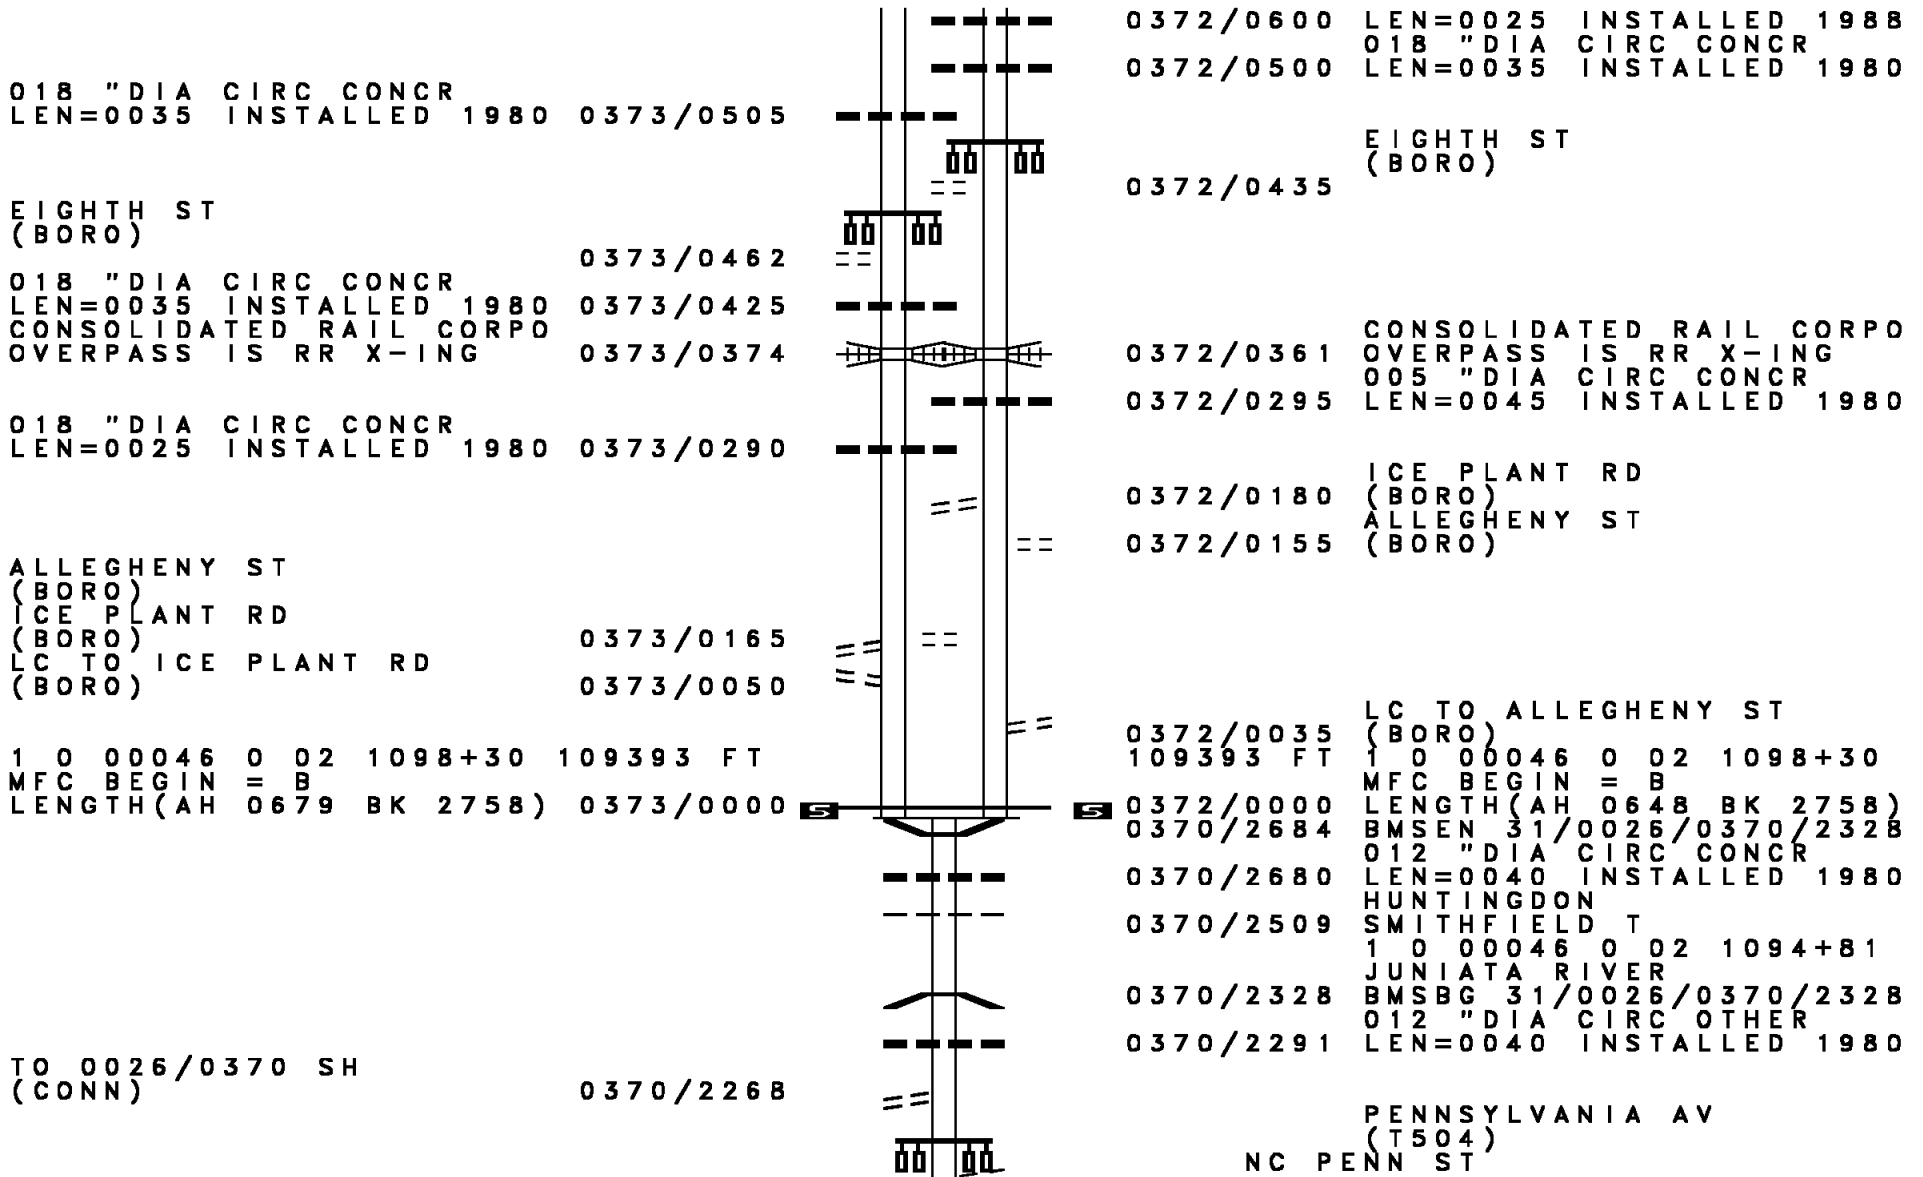 0372/0600 LEN=0025 INSTALLED 1988
018 "DIA CIRC CONCR
0372/0500 LEN=0035 INSTALLED 1980
018 "DIA CIRC CONCR
LEN=0035 INSTALLED 1980 0373/0505
EIGHTH ST
(BORO)
0372/0435
EIGHTH ST
(BORO)
0373/0462
018 "DIA CIRC CONCR
LEN=0035 INSTALLED 1980 0373/0425
CONSOLIDATED RAIL CORPO
OVERPASS IS RR X-ING 0373/0374
CONSOLIDATED RAIL CORPO
0372/0361 OVERPASS IS RR X-ING
005 "DIA CIRC CONCR
0372/0295 LEN=0045 INSTALLED 1980
018 "DIA CIRC CONCR
LEN=0025 INSTALLED 1980 0373/0290
ICE PLANT RD
0372/0180 (BORO)
ALLEGHENY ST
0372/0155 (BORO)
ALLEGHENY ST
(BORO)
ICE PLANT RD
(BORO) 0373/0165
LC TO ICE PLANT RD
(BORO) 0373/0050
LC TO ALLEGHENY ST
0372/0035 (BORO)
1 0 00046 0 02 1098+30 109393 FT
MFC BEGIN = B
LENGTH(AH 0679 BK 2758) 0373/0000 S
109393 FT 1 0 00046 0 02 1098+30
MFC BEGIN = B
S 0372/0000 LENGTH(AH 0648 BK 2758)
0370/2684 BMSEN 31/0026/0370/2328
012 "DIA CIRC CONCR
0370/2680 LEN=0040 INSTALLED 1980
HUNTINGDON
0370/2509 SMITHFIELD T
1 0 00046 0 02 1094+81
JUNIATA RIVER
0370/2328 BMSBG 31/0026/0370/2328
012 "DIA CIRC OTHER
0370/2291 LEN=0040 INSTALLED 1980
TO 0026/0370 SH
(CONN) 0370/2268
PENNSYLVANIA AV
(T504)
NC PENN ST